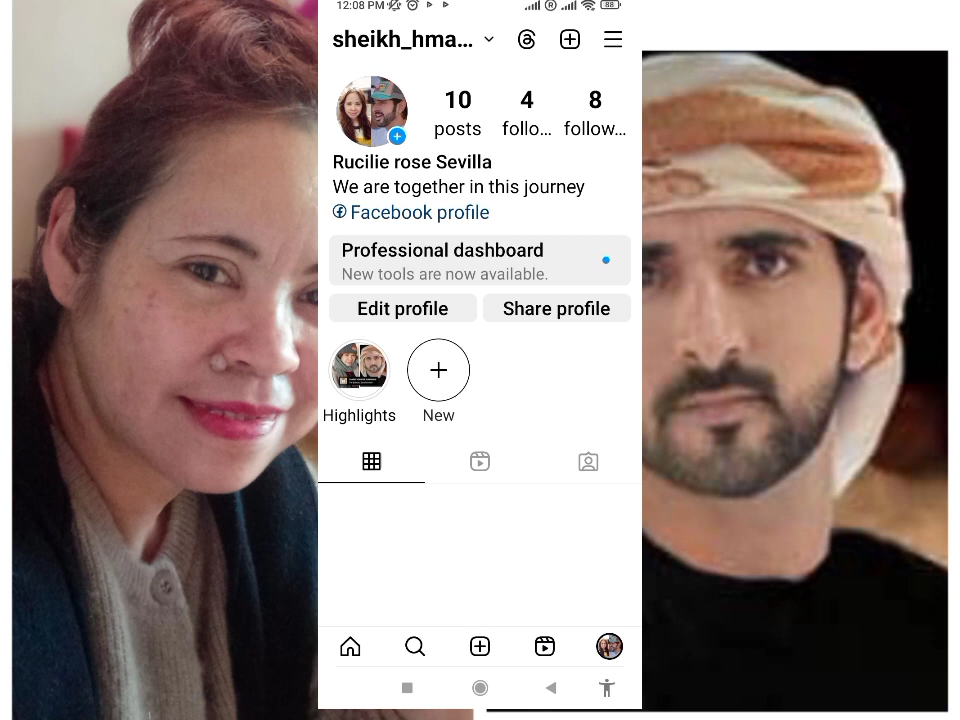 12:08 PM
88
sheikh_hma...
10
4
8
posts
follo...
follow...
Rucilie rose Sevilla
We are together in this journey
Facebook profile
Professional dashboard
New tools are now available.
Edit profile
Share profile
Highlights
New